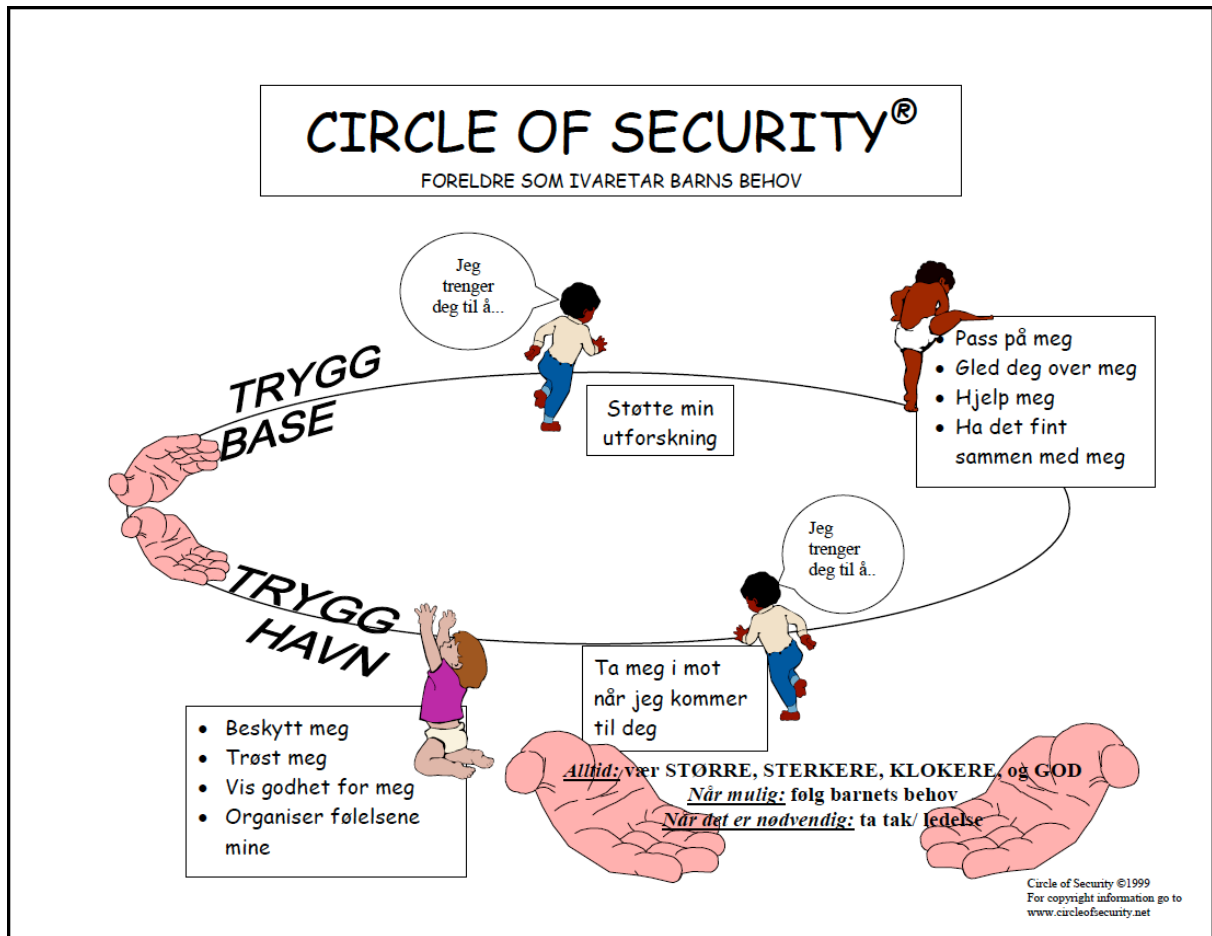 CIRCLE OF SECURITY®
FORELDRE SOM IVARETAR BARNS BEHOV
Jeg
trenger
deg til å...
TRYGG
BASE
Støtte min
utforskning
• Pass på meg
• Gled deg over meg
• Hjelp meg
• Ha det fint
sammen med meg
Jeg
trenger
deg til å..
TRYGG
HAVN
Ta meg i mot
når jeg kommer
til deg
• Beskytt meg
• Trøst meg
• Vis godhet for meg
• Organiser følelsene
mine
Alltid: vær STØRRE, STERKERE, KLOKERE, og GOD
Når mulig: følg barnets behov
Når det er nødvendig: ta tak/ ledelse
Circle of Security ©1999
For copyright information go to
www.circleofsecurity.net